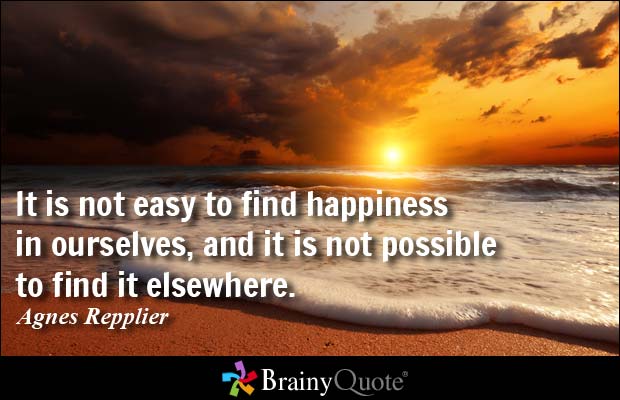 It is not easy to find happiness
in ourselves, and it is not possible
to find it elsewhere.
Agnes Repplier
BrainyQuote®